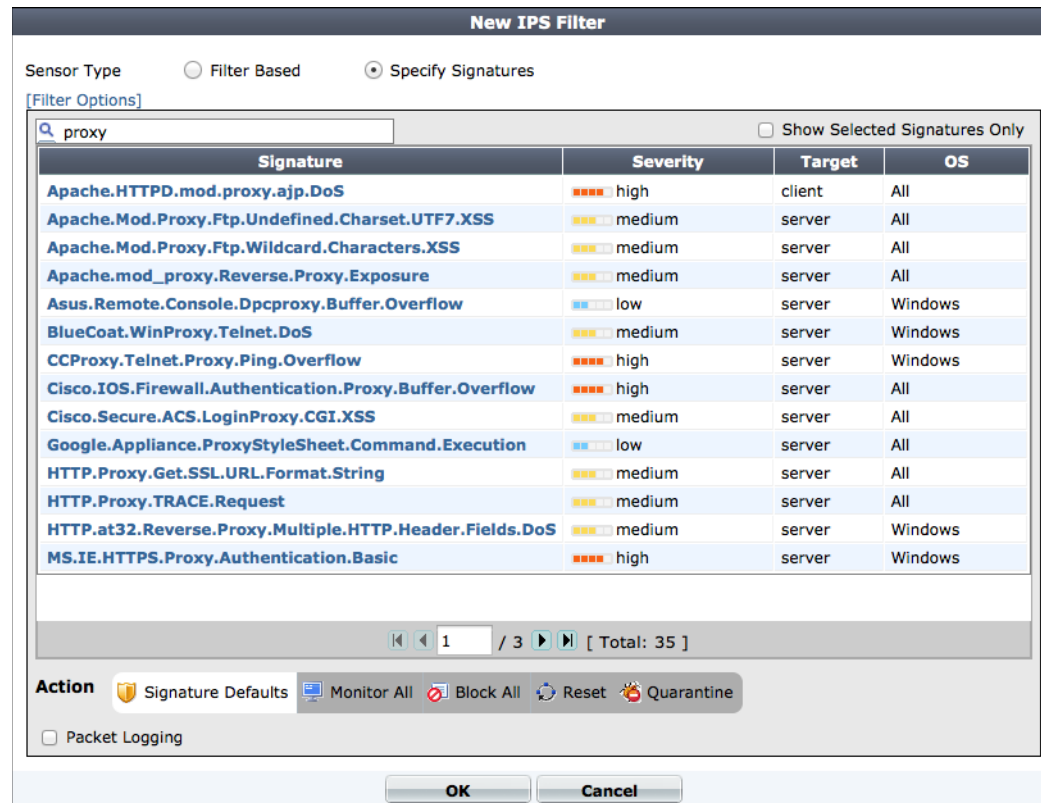 New IPS Filter
Sensor Type Filter Based Specify Signatures
[Filter Options]
proxy Show Selected Signatures Only
Signature Severity Target OS
Apache.HTTPD.mod.proxy.ajp.DoS high client All
Apache.Mod.Proxy.Ftp.Undefined.Charset.UTF7.XSS medium server All
Apache.Mod.Proxy.Ftp.Wildcard.Characters.XSS medium server All
Apache.mod_proxy.Reverse.Proxy.Exposure medium server All
Asus.Remote.Console.Dpcproxy.Buffer.Overflow low server Windows
BlueCoat.WinProxy.Telnet.DoS medium server Windows
CCProxy.Telnet.Proxy.Ping.Overflow high server Windows
Cisco.IOS.Firewall.Authentication.Proxy.Buffer.Overflow high server All
Cisco.Secure.ACS.LoginProxy.CGI.XSS medium server All
Google.Appliance.ProxyStyleSheet.Command.Execution low server All
HTTP.Proxy.Get.SSL.URL.Format.String medium server All
HTTP.Proxy.TRACE.Request medium server All
HTTP.at32.Reverse.Proxy.Multiple.HTTP.Header.Fields.DoS medium server Windows
MS.IE.HTTPS.Proxy.Authentication.Basic high server Windows
1 / 3 [ Total: 35 ]
Action Signature Defaults Monitor All Block All Reset Quarantine
Packet Logging
OK Cancel